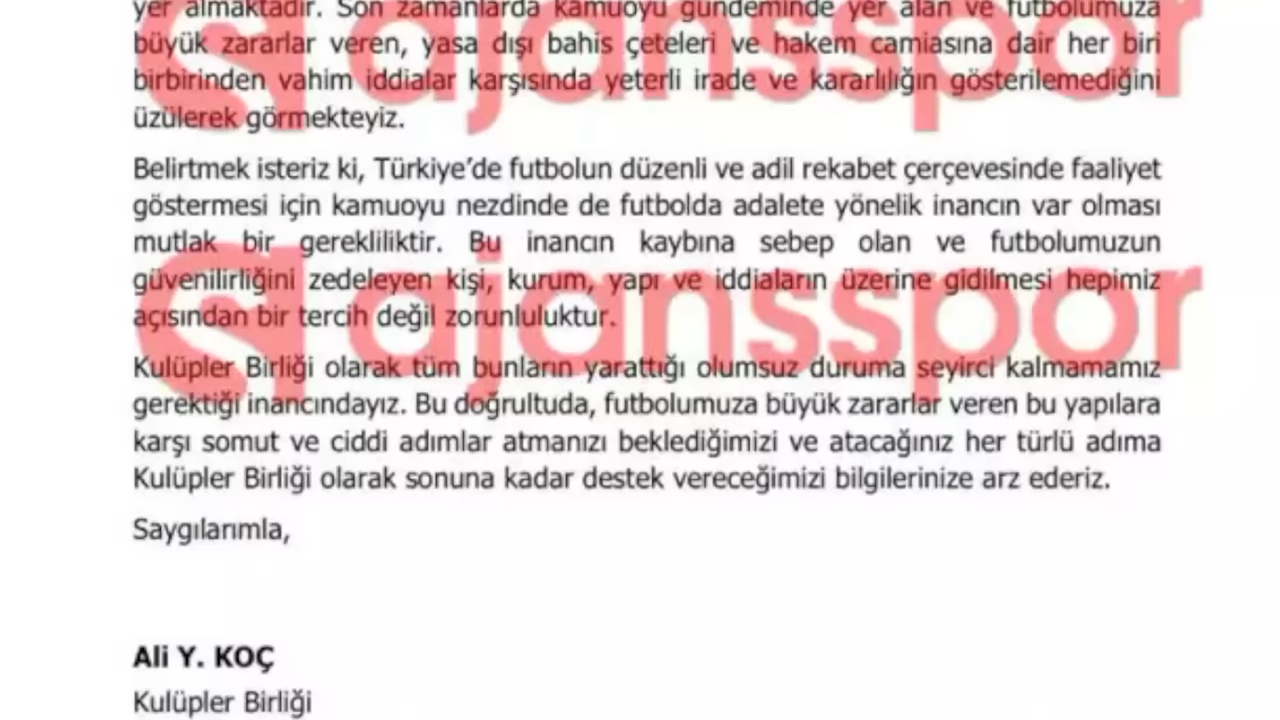 yer almaktadır. Son zamanlarda kamuoyu gündeminde yer alan ve futbolumuza
büyük zararlar veren, yasa dışı bahis çeteleri ve hakem camiasına dair her biri
birbirinden vahim iddialar karşısında yeterli irade ve kararlılığın gösterilemediğini
üzülerek görmekteyiz.
ajansspor
Belirtmek isteriz ki, Türkiye’de futbolun düzenli ve adil rekabet çerçevesinde faaliyet
göstermesi için kamuoyu nezdinde de futbolda adalete yönelik inancın var olması
mutlak bir gerekliliktir. Bu inancın kaybına sebep olan ve futbolumuzun
güvenilirliğini zedeleyen kişi, kurum, yapı ve iddiaların üzerine gidilmesi hepimiz
açısından bir tercih değil zorunluluktur.
ajansspor
Kulüpler Birliği olarak tüm bunların yarattığı olumsuz duruma seyirci kalmamamız
gerektiği inancındayız. Bu doğrultuda, futbolumuza büyük zararlar veren bu yapılara
karşı somut ve ciddi adımlar atmanızı beklediğimizi ve atacağınız her türlü adıma
Kulüpler Birliği olarak sonuna kadar destek vereceğimizi bilgilerinize arz ederiz.
Saygılarımla,
Ali Y. KOÇ
Kulüpler Birliği